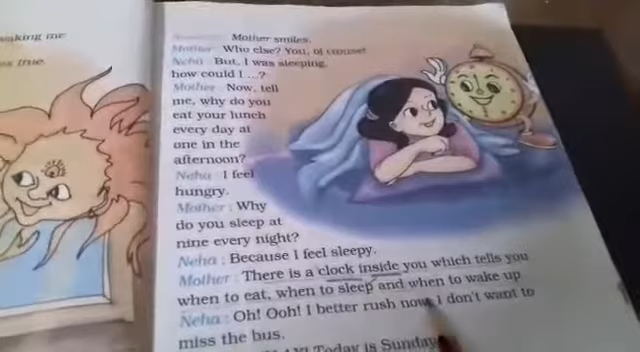 waking me
es true.
Mother smiles.
Mother : Who else? You, of course!
Neha : But, I was sleeping,
how could I ...?
Mother : Now, tell
me, why do you
eat your lunch
every day at
one in the
afternoon?
Neha : I feel
hungry.
Mother : Why
do you sleep at
nine every night?
Neha : Because I feel sleepy.
Mother : There is a clock inside you which tells you
when to eat, when to sleep and when to wake up
Neha : Oh! Ooh! I better rush now. I don't want to
miss the bus.
Today is Sunday